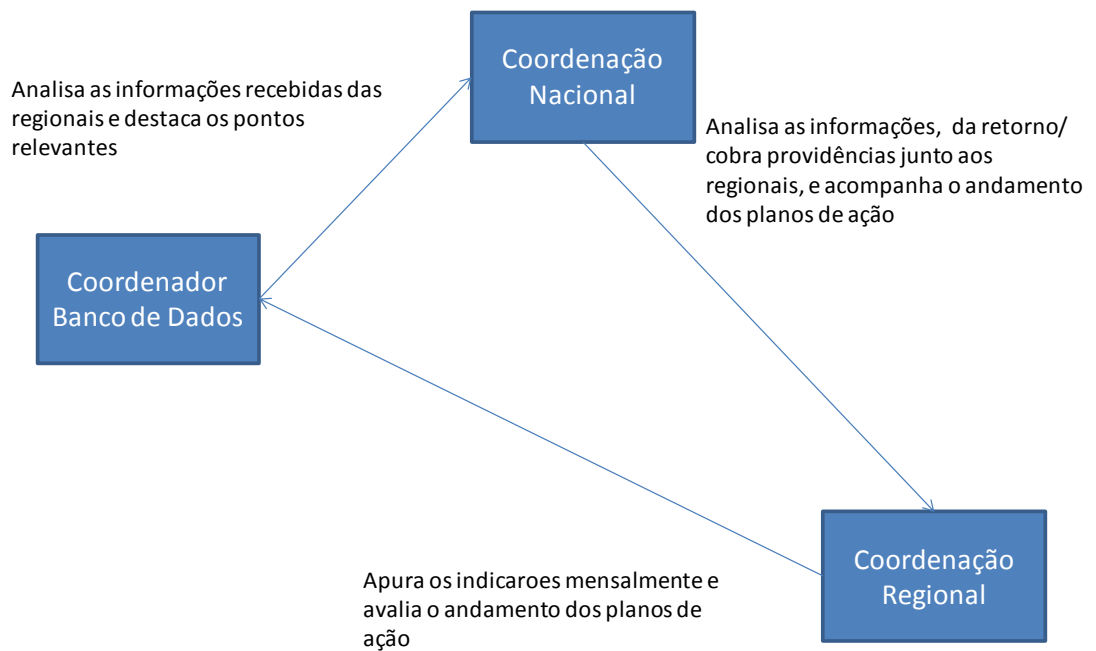 Coordenação
Nacional
Analisa as informações recebidas das
regionais e destaca os pontos
relevantes
Analisa as informações, da retorno/
cobra providências junto aos
regionais, e acompanha o andamento
dos planos de ação
Coordenador
Banco de Dados
Coordenação
Regional
Apura os indicaroes mensalmente e
avalia o andamento dos planos de
ação